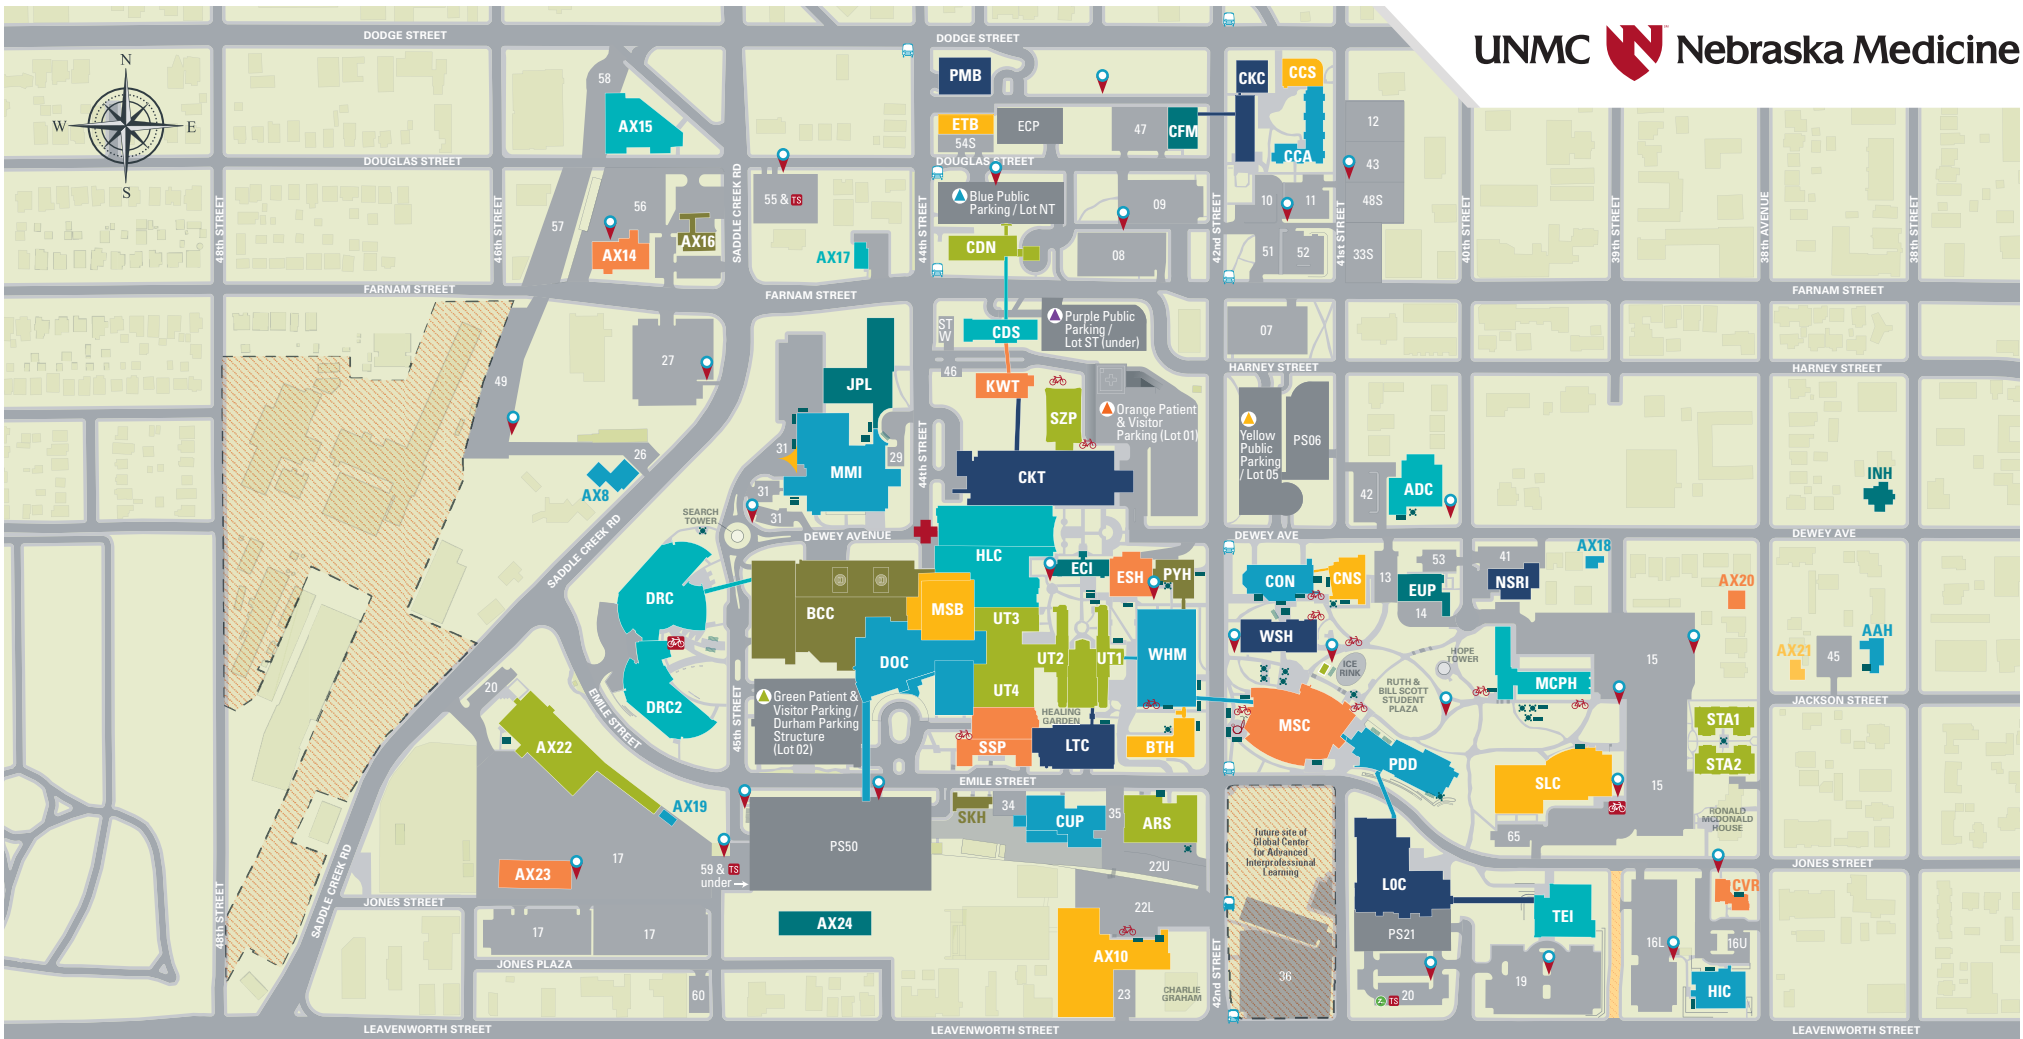 DODGE STREET
DODGE STREET
UNMC Nebraska Medicine
N
W E
S
58
PMB
CKC
CCS
AX15
ETB
54S
ECP
47
CFM
12
CCA
43
DOUGLAS STREET
DOUGLAS STREET
48th STREET
46th STREET
SADDLE CREEK RD
44th STREET
42nd STREET
41st STREET
40th STREET
39th STREET
38th AVENUE
38th STREET
55 & TS
Blue Public
Parking / Lot NT
09
10
11
48S
57
56
AX14
AX16
AX17
CDN
08
51
52
33S
FARNAM STREET
FARNAM STREET
FARNAM STREET
ST
W
CDS
Purple Public
Parking /
Lot ST (under)
07
27
HARNEY STREET
HARNEY STREET
49
JPL
46
KWT
SZP
Orange Patient
& Visitor
Parking (Lot 01)
Yellow
Public
Parking
/ Lot 05
PS06
26
31
29
44th STREET
AX8
MMI
CKT
42
ADC
INH
31
31
SEARCH
TOWER
DEWEY AVENUE
DEWEY AVE
DEWEY AVE
SADDLE CREEK RD
HLC
ECI
ESH
PYH
CON
CNS
13
53
41
AX18
EUP
NSRI
AX20
DRC
BCC
MSB
UT3
14
WSH
DOC
UT2
UT1
WHM
ICE
RINK
HOPE
TOWER
15
AX21
45
AAH
20
DRC2
UT4
RUTH &
BILL SCOTT
STUDENT
PLAZA
MCPH
JACKSON STREET
EMILE STREET
45th STREET
Green Patient &
Visitor Parking /
Durham Parking
Structure
(Lot 02)
HEALING
GARDEN
MSC
STA1
AX22
SSP
LTC
BTH
PDD
STA2
EMILE STREET
SLC
15
AX19
SKH
34
CUP
35
ARS
RONALD
MCDONALD
HOUSE
future site of
Global Center
for Advanced
Interprofessional
Learning
65
PS50
17
22U
JONES STREET
AX23
59 & TS
under
LOC
CVR
JONES STREET
22L
TEI
AX24
48th STREET
SADDLE CREEK RD
17
17
PS21
16L
16U
JONES PLAZA
AX10
42nd STREET
36
60
23
CHARLIE
GRAHAM
Z TS 20
19
HIC
LEAVENWORTH STREET
LEAVENWORTH STREET
LEAVENWORTH STREET